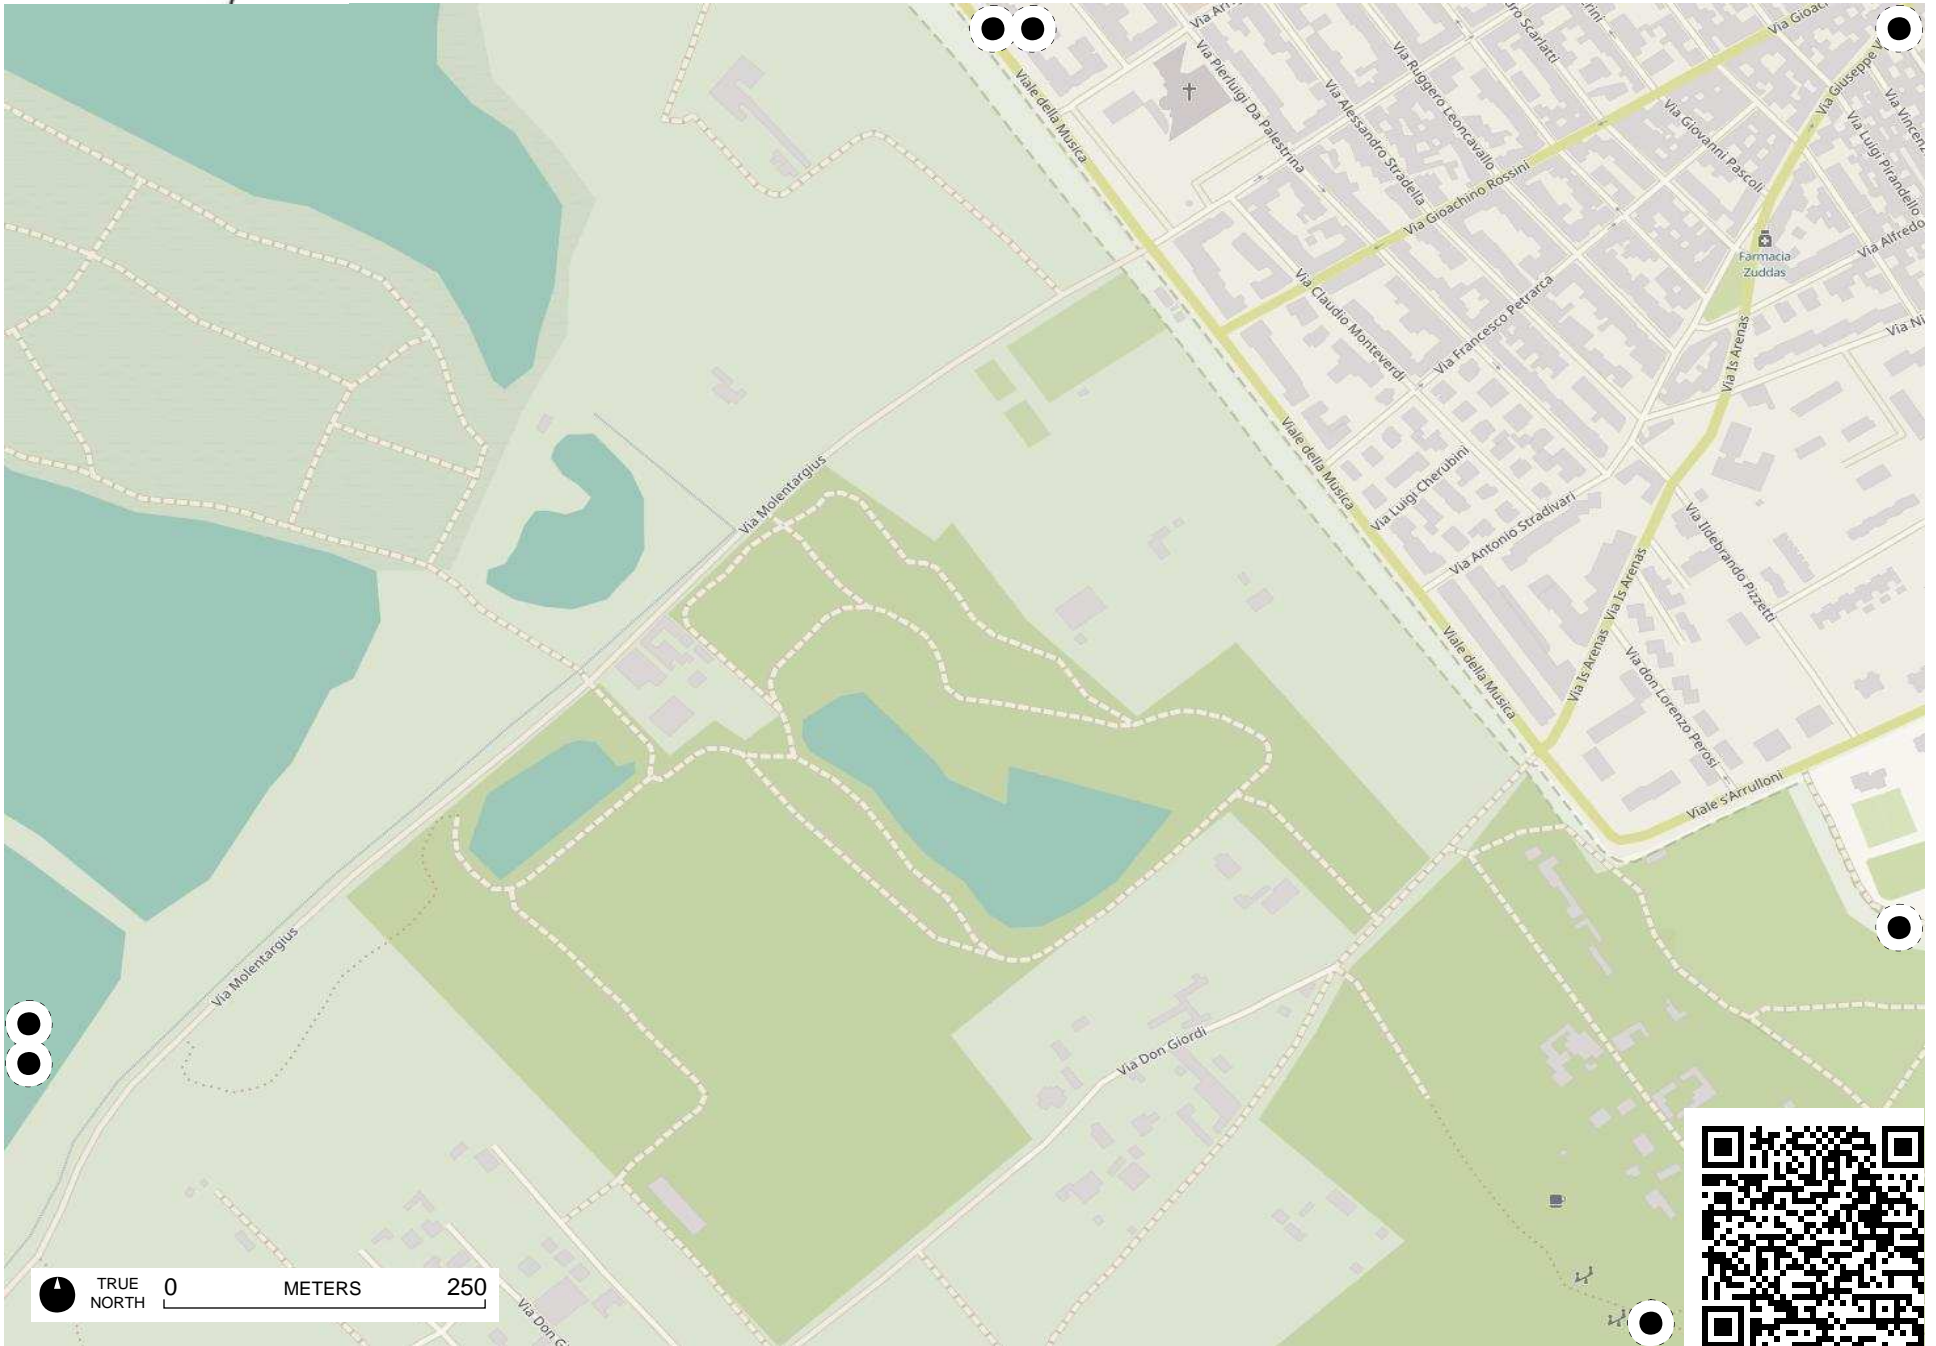 Viale della Musica
Via Pierluigi Da Palestrina
Via Alessandro Stradella
Via Ruggero Leoncavallo
Scarlatti
Via Gioachino Rossini
Via Giovanni Pascoli
Via Giuseppe
Via Luigi Pirandello
Via Alfredo
Farmacia
Zuddas
Via Claudio Monteverdi
Via Francesco Petrarca
Via Is Arenas
Viale della Musica
Via Luigi Cherubini
Via Antonio Stradivari
Via Molentargius
Via Ildebrando Pizzetti
Via Is Arenas
Via Is Arenas
Viale della Musica
Via don Lorenzo Perosi
Viale s'Arrulloni
Via Molentargius
Via Don Giordi
Via Don G
TRUE
NORTH
0 METERS 250